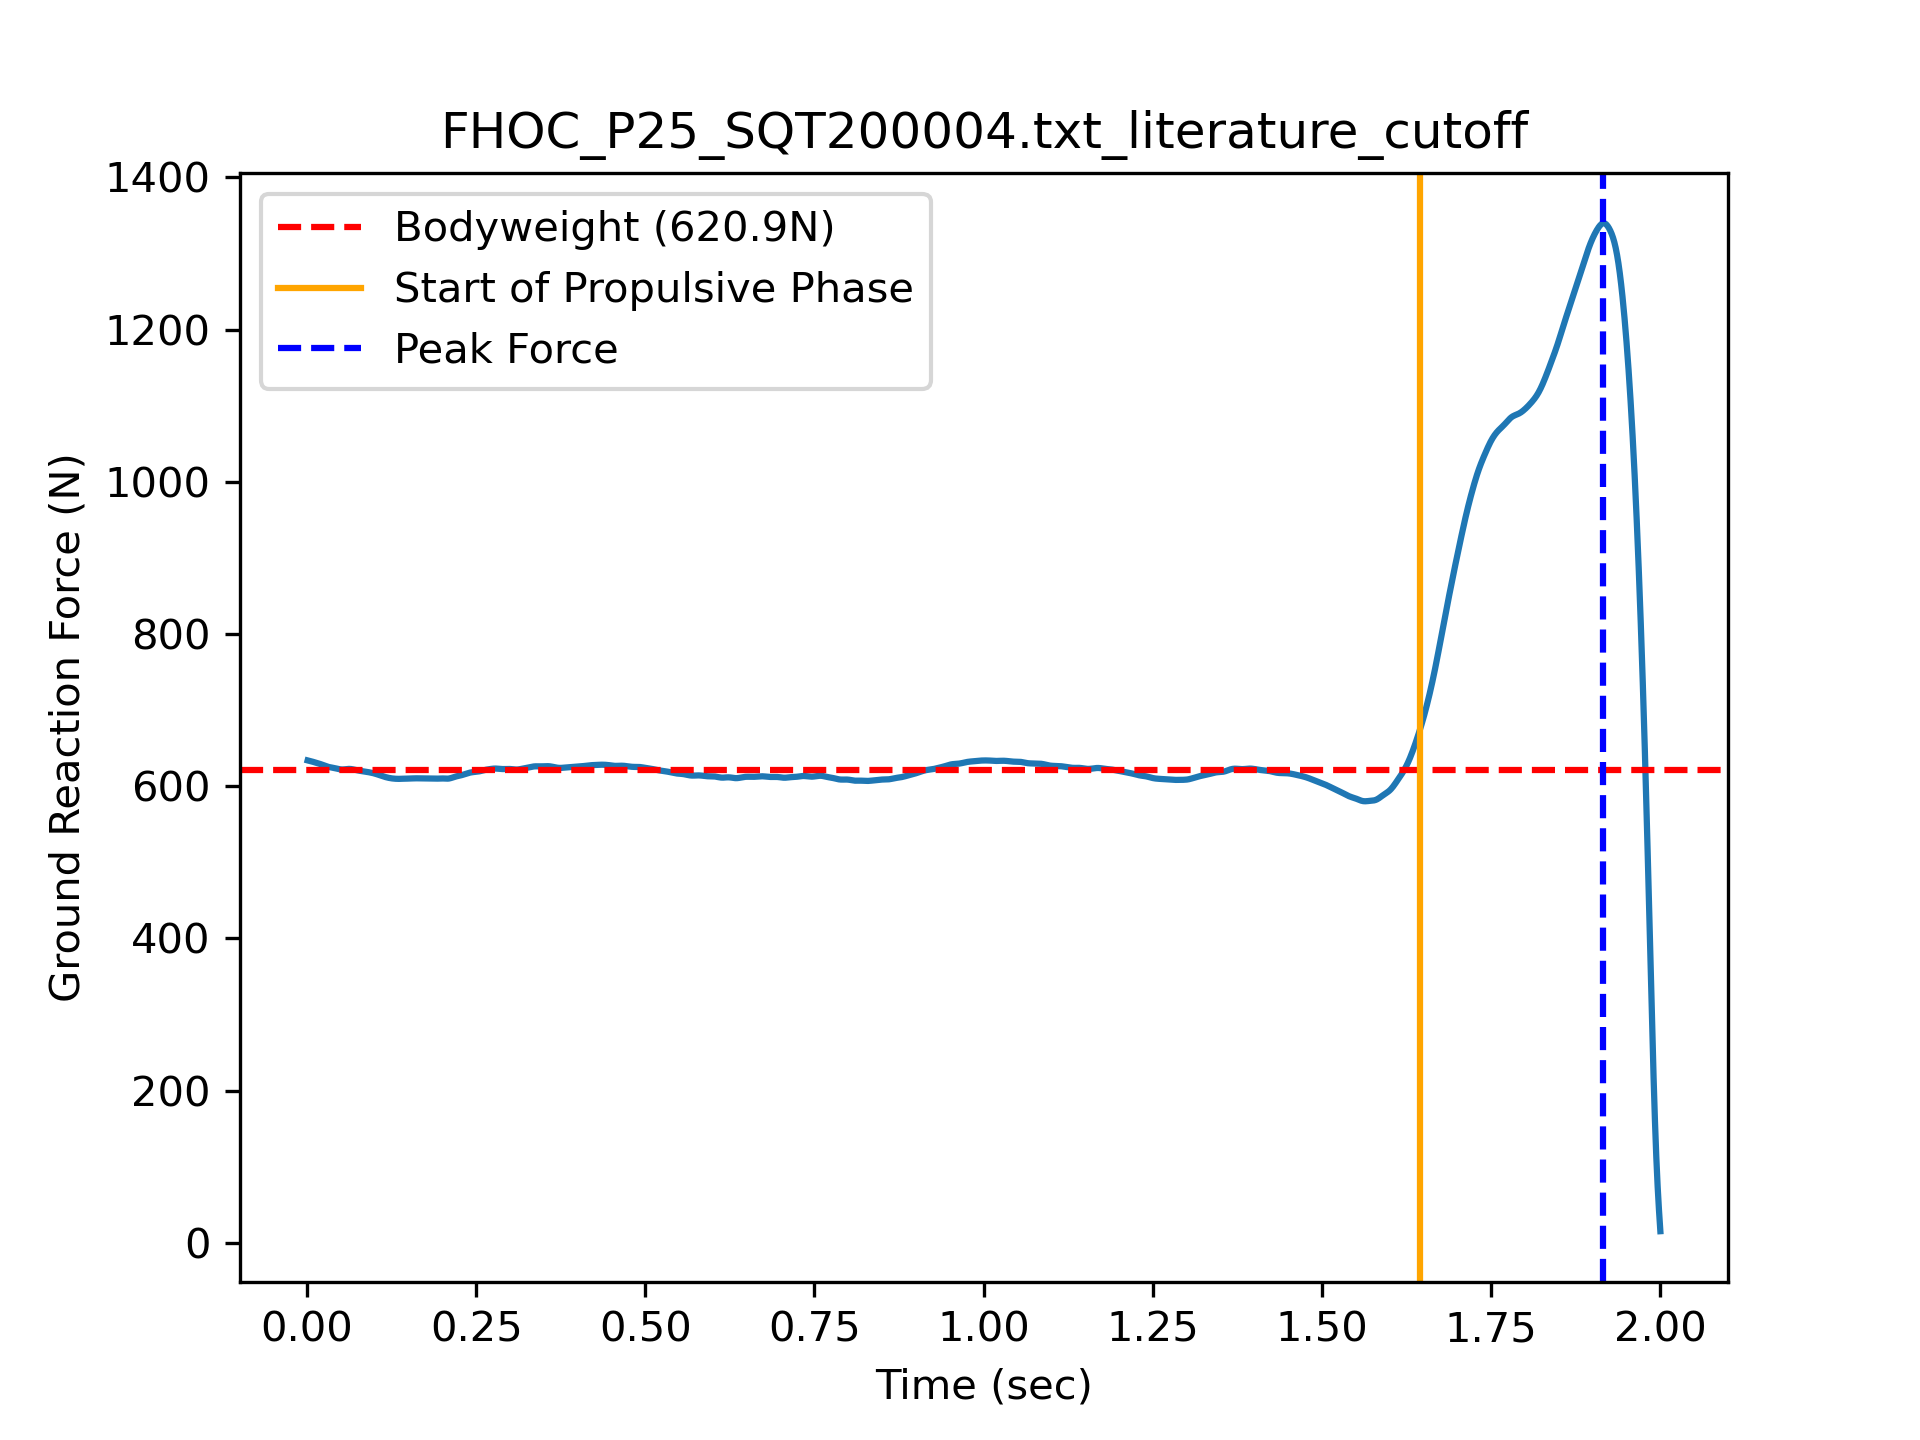 FHOC_P25_SQT200004.txt_literature_cutoff
Bodyweight (620.9N)
Start of Propulsive Phase
Peak Force
Ground Reaction Force (N)
1400
1200
1000
800
600
400
200
0
0.00 0.25 0.50 0.75 1.00 1.25 1.50 1.75 2.00
Time (sec)